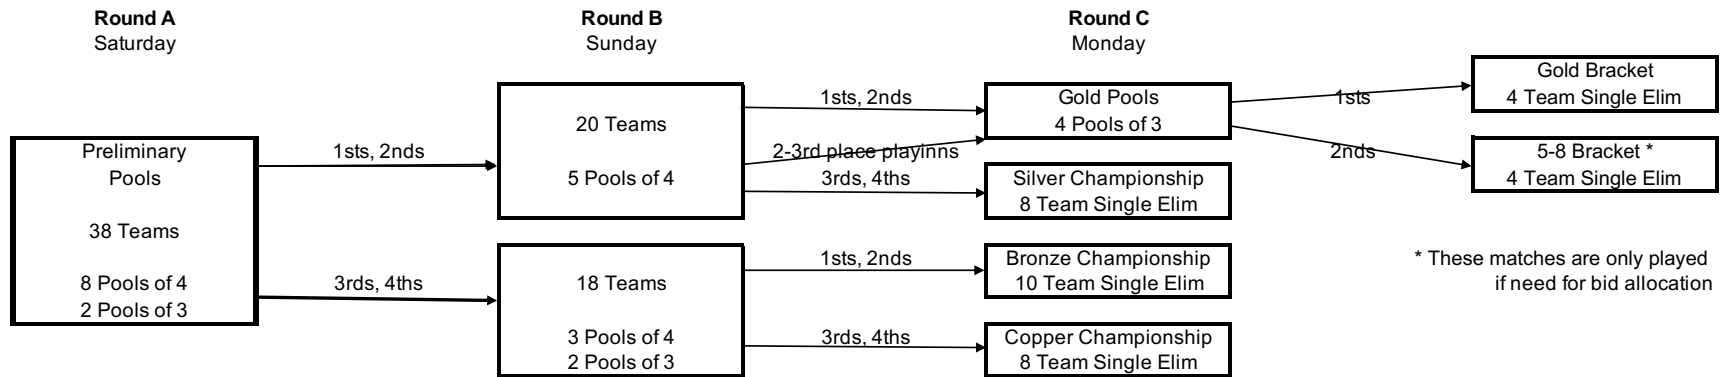 Round A
Saturday
Round B
Sunday
Round C
Monday
Preliminary
Pools
38 Teams
8 Pools of 4
2 Pools of 3
1sts, 2nds
3rds, 4ths
20 Teams
5 Pools of 4
18 Teams
3 Pools of 4
2 Pools of 3
1sts, 2nds
2-3rd place playinns
3rds, 4ths
1sts, 2nds
3rds, 4ths
Gold Pools
4 Pools of 3
Silver Championship
8 Team Single Elim
Bronze Championship
10 Team Single Elim
Copper Championship
8 Team Single Elim
1sts
2nds
Gold Bracket
4 Team Single Elim
5-8 Bracket *
4 Team Single Elim
* These matches are only played
if need for bid allocation